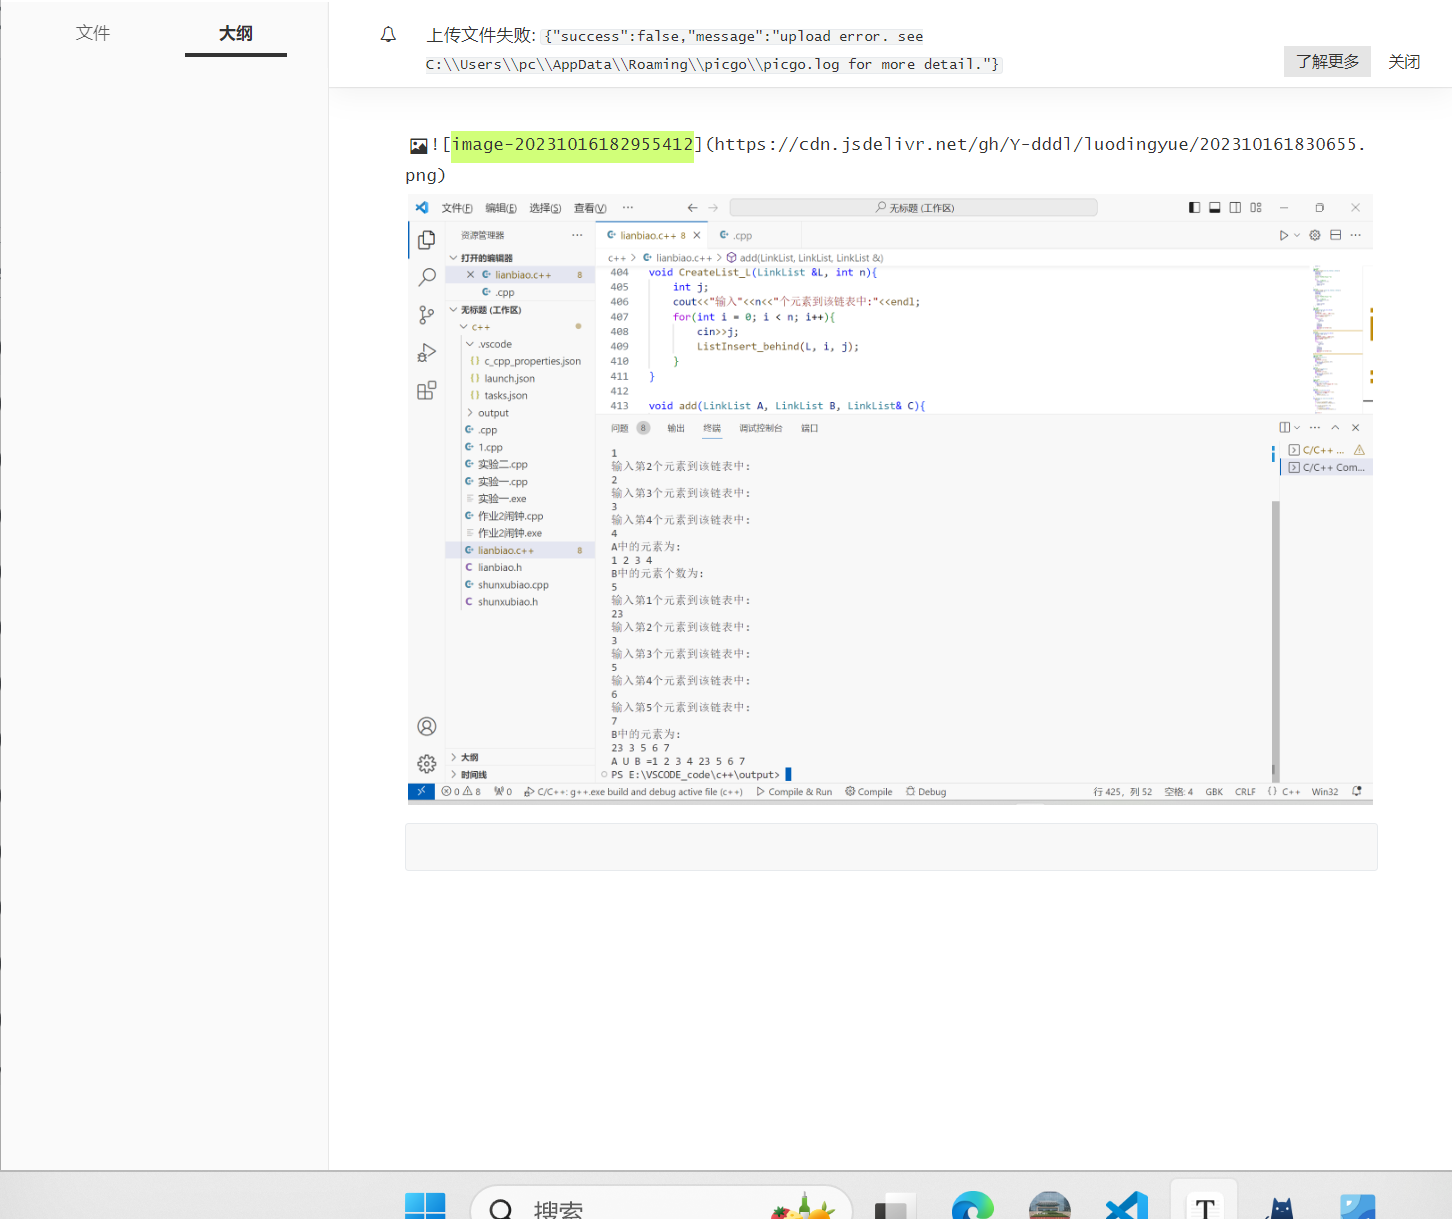 文件 大纲
上传文件失败: {"success":false,"message":"upload error. see
C:\\Users\\pc\\AppData\\Roaming\\picgo\\picgo.log for more detail."}
了解更多 关闭
![image-20231016182955412](https://cdn.jsdelivr.net/gh/Y-dddl/luodingyue/202310161830655.
png)
文件(F) 编辑(E) 选择(S) 查看(V) ··· 无标题 (工作区)
资源管理器 ···
lianbiao.c++ 8 .cpp
打开的编辑器
c++ > lianbiao.c++ > add(LinkList, LinkList, LinkList &)
lianbiao.c++ 8
.cpp
无标题 (工作区)
c++
.vscode
c_cpp_properties.json
launch.json
tasks.json
output
.cpp
1.cpp
实验二.cpp
实验一.cpp
实验一.exe
作业2闹钟.cpp
作业2闹钟.exe
lianbiao.c++ 8
lianbiao.h
shunxubiao.cpp
shunxubiao.h
大纲
时间线
404 void CreateList_L(LinkList &L, int n){
405 int j;
406 cout<<"输入"<<n<<"个元素到该链表中:"<<endl;
407 for(int i = 0; i < n; i++){
408 cin>>j;
409 ListInsert_behind(L, i, j);
410 }
411 }
412
413 void add(LinkList A, LinkList B, LinkList& C){
问题 8 输出 终端 调试控制台 端口
C/C++ ...
C/C++ Com...
1
输入第2个元素到该链表中:
2
输入第3个元素到该链表中:
3
输入第4个元素到该链表中:
4
A中的元素为:
1 2 3 4
B中的元素个数为:
5
输入第1个元素到该链表中:
23
输入第2个元素到该链表中:
3
输入第3个元素到该链表中:
5
输入第4个元素到该链表中:
6
输入第5个元素到该链表中:
7
B中的元素为:
23 3 5 6 7
A U B =1 2 3 4 23 5 6 7
PS E:\VSCODE_code\c++\output>
0 8 0 C/C++: g++.exe build and debug active file (c++) Compile & Run Compile Debug 行 425, 列 52 空格: 4 GBK CRLF {} C++ Win32
搜索
T